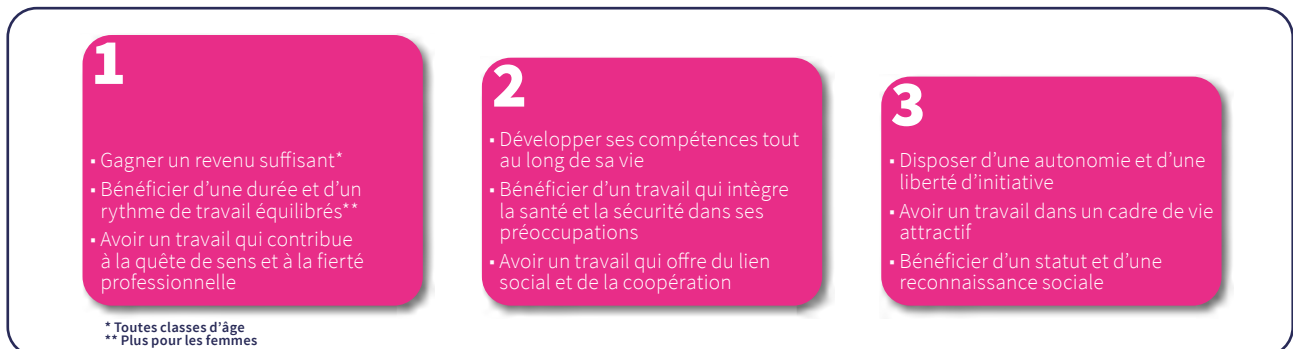 1
▪ Gagner un revenu suffisant*
▪ Bénéficier d’une durée et d’un
rythme de travail équilibrés**
▪ Avoir un travail qui contribue
à la quête de sens et à la fierté
professionnelle
2
▪ Développer ses compétences tout
au long de sa vie
▪ Bénéficier d’un travail qui intègre
la santé et la sécurité dans ses
préoccupations
▪ Avoir un travail qui offre du lien
social et de la coopération
3
▪ Disposer d’une autonomie et d’une
liberté d’initiative
▪ Avoir un travail dans un cadre de vie
attractif
▪ Bénéficier d’un statut et d’une
reconnaissance sociale
* Toutes classes d’âge
** Plus pour les femmes